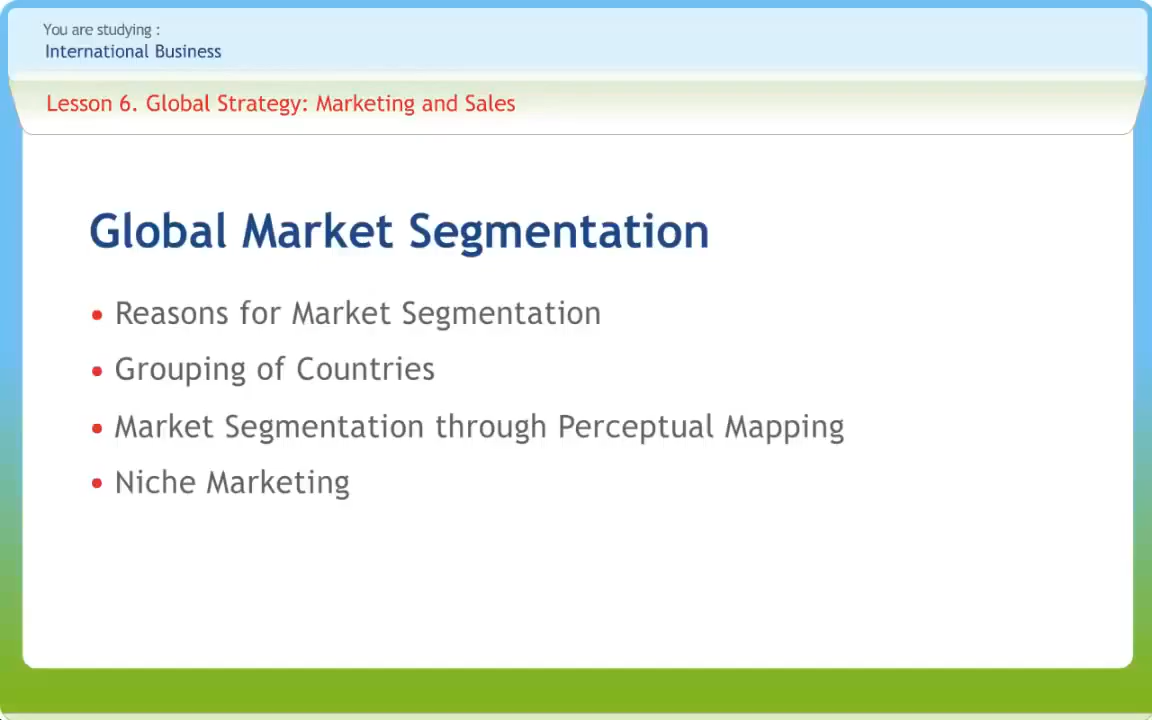 You are studying :
International Business
Lesson 6. Global Strategy: Marketing and Sales
Global Market Segmentation
• Reasons for Market Segmentation
• Grouping of Countries
• Market Segmentation through Perceptual Mapping
• Niche Marketing